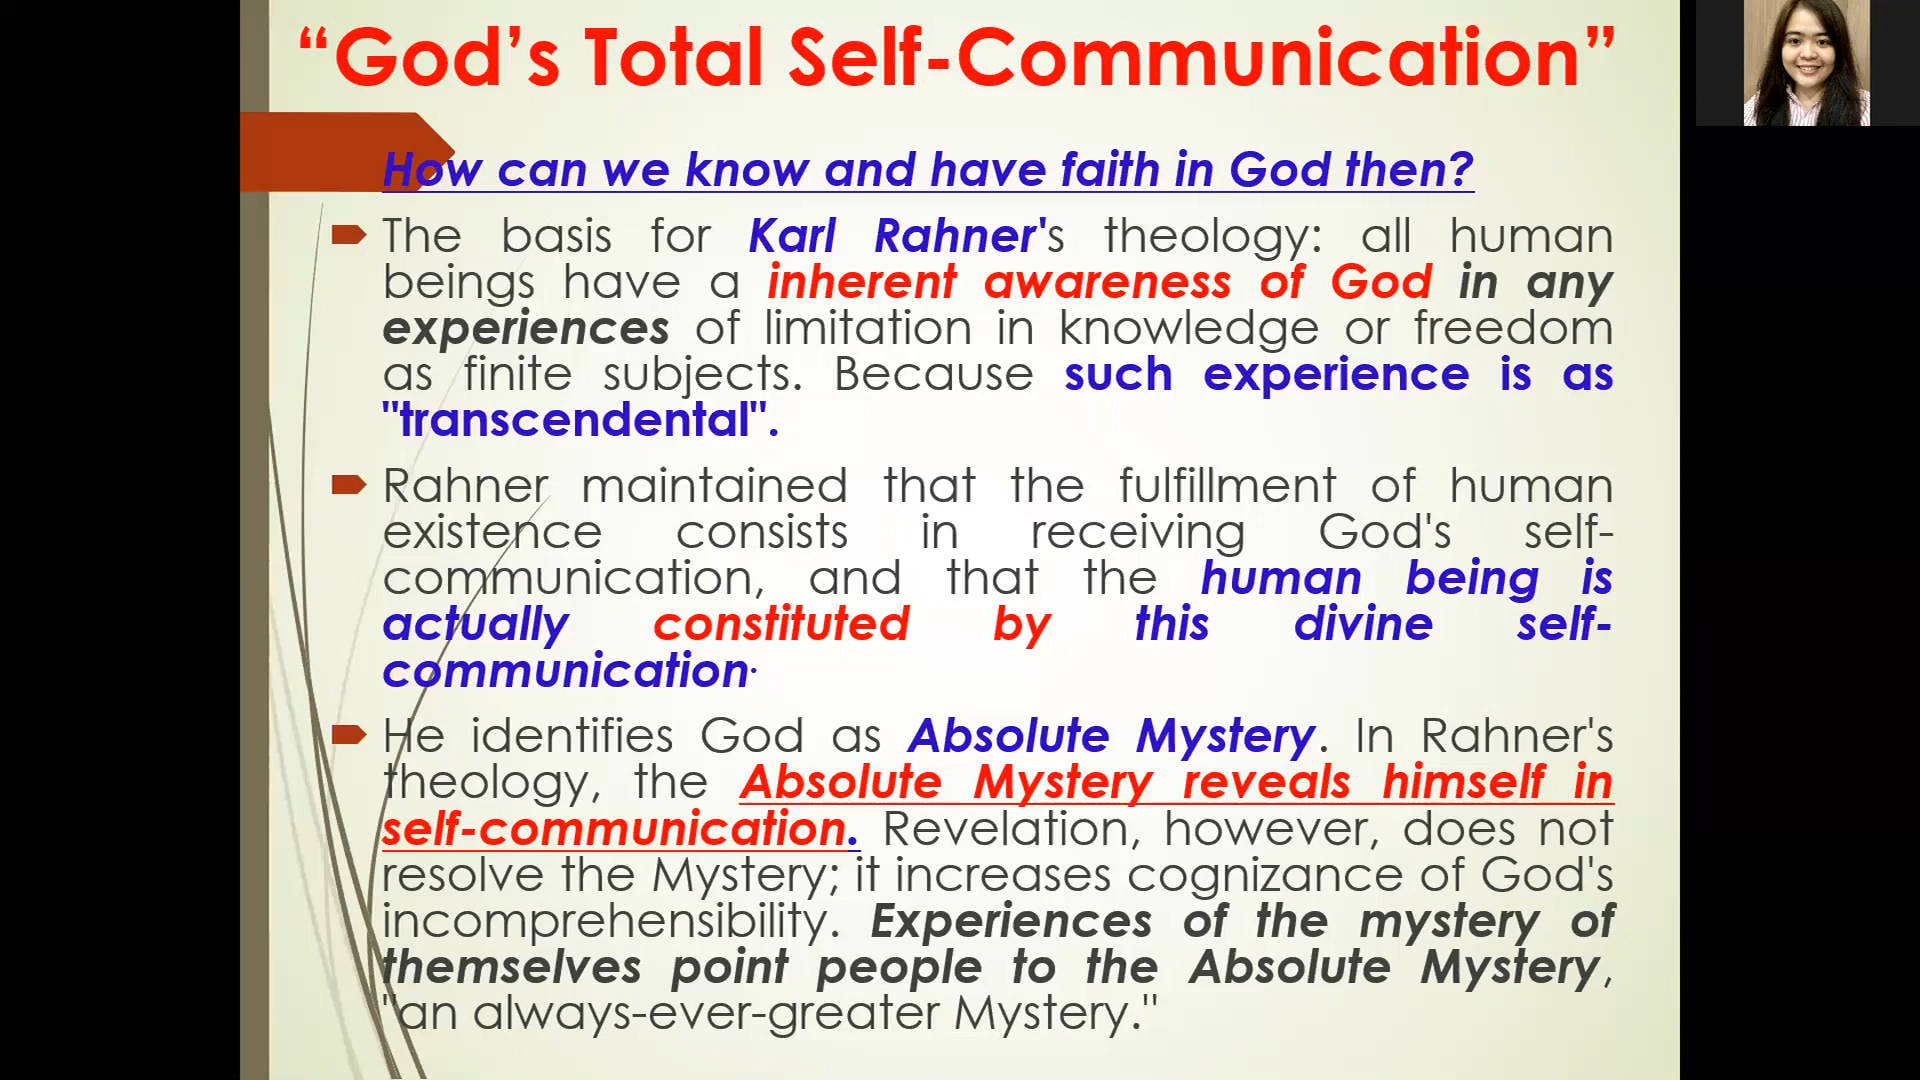 “God’s Total Self-Communication”
How can we know and have faith in God then?
The basis for Karl Rahner's theology: all human
beings have a inherent awareness of God in any
experiences of limitation in knowledge or freedom
as finite subjects. Because such experience is as
"transcendental".
Rahner maintained that the fulfillment of human
existence consists in receiving God's self-
communication, and that the human being is
actually constituted by this divine self-
communication.
He identifies God as Absolute Mystery. In Rahner's
theology, the Absolute Mystery reveals himself in
self-communication. Revelation, however, does not
resolve the Mystery; it increases cognizance of God's
incomprehensibility. Experiences of the mystery of
themselves point people to the Absolute Mystery,
"an always-ever-greater Mystery."